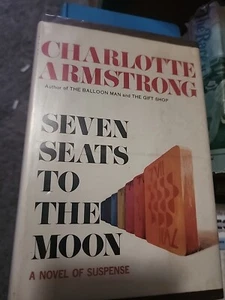 CHARLOTTE
ARMSTRONG
Author of THE BALLOON MAN and THE GIFT SHOP
SEVEN
SEATS
TO
THE
MOON
A NOVEL OF SUSPENSE